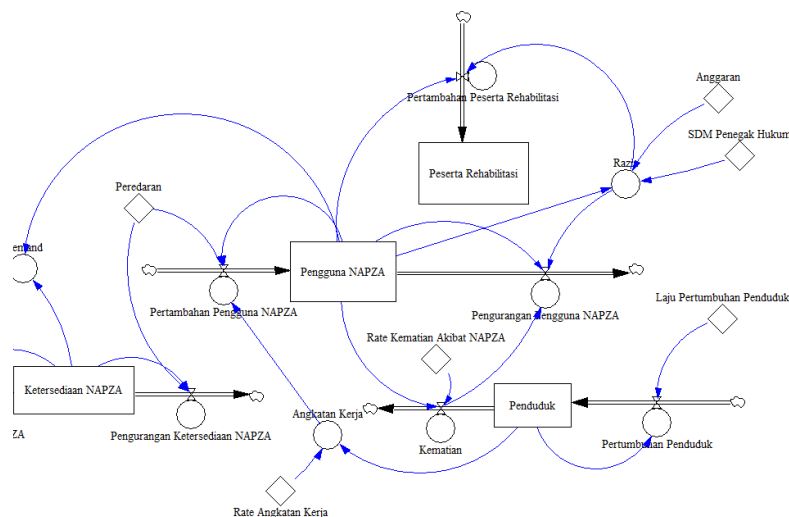 Anggaran
Pertambahan Peserta Rehabilitasi
SDM Penegak Hukum
Peserta Rehabilitasi
Peredaran
emand
Pengguna NAPZA
Pertambahan Pengguna NAPZA
Pengurangan Pengguna NAPZA
Laju Pertumbuhan Penduduk
Rate Kematian Akibat NAPZA
Ketersediaan NAPZA
Penduduk
Angkatan Kerja
ZA
Pengurangan Ketersediaan NAPZA
Kematian
Pertumbuhan Penduduk
Rate Angkatan Kerja